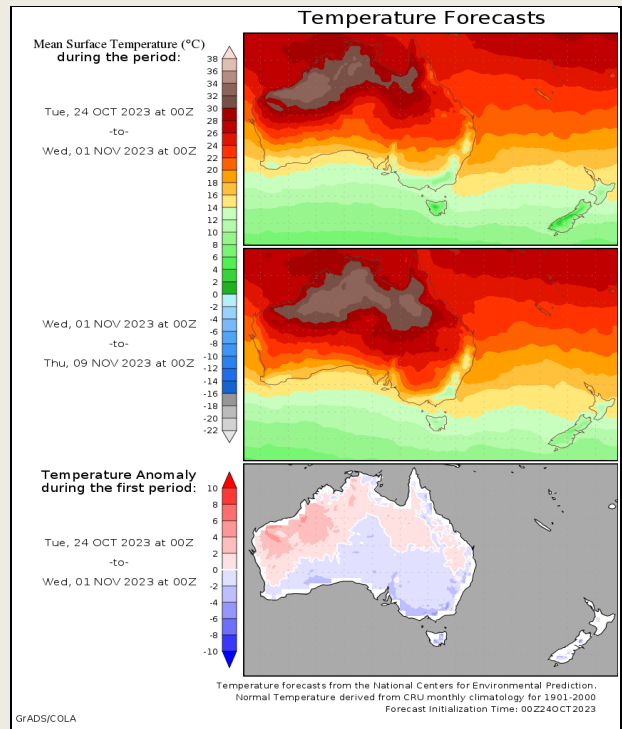 Temperature Forecasts
Mean Surface Temperature (°C)
during the period:
38
36
34
32
30
28
26
24
22
20
18
16
14
12
10
8
6
4
2
0
-2
-4
-6
-8
-10
-12
-14
-16
-18
-20
-22
Tue, 24 OCT 2023 at 00Z
-to-
Wed, 01 NOV 2023 at 00Z
Wed, 01 NOV 2023 at 00Z
-to-
Thu, 09 NOV 2023 at 00Z
Temperature Anomaly
during the first period:
10
8
6
4
2
0
-2
-4
-6
-8
-10
Tue, 24 OCT 2023 at 00Z
-to-
Wed, 01 NOV 2023 at 00Z
Temperature forecasts from the National Centers for Environmental Prediction.
Normal Temperature derived from CRU monthly climatology for 1901-2000
Forecast Initialization Time: 00Z24OCT2023
GrADS/COLA